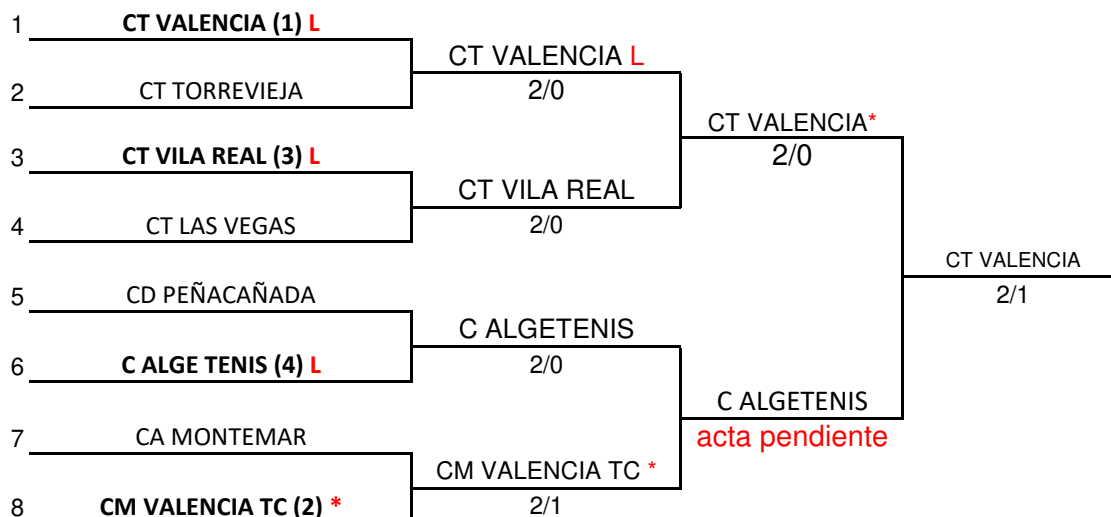 1 CT VALENCIA (1) L
CT VALENCIA L
2/0
2 CT TORREVIEJA
CT VALENCIA*
2/0
3 CT VILA REAL (3) L
CT VILA REAL
2/0
4 CT LAS VEGAS
CT VALENCIA
2/1
5 CD PEÑACAÑADA
C ALGETENIS
2/0
6 C ALGE TENIS (4) L
C ALGETENIS
acta pendiente
7 CA MONTEMAR
CM VALENCIA TC *
2/1
8 CM VALENCIA TC (2) *